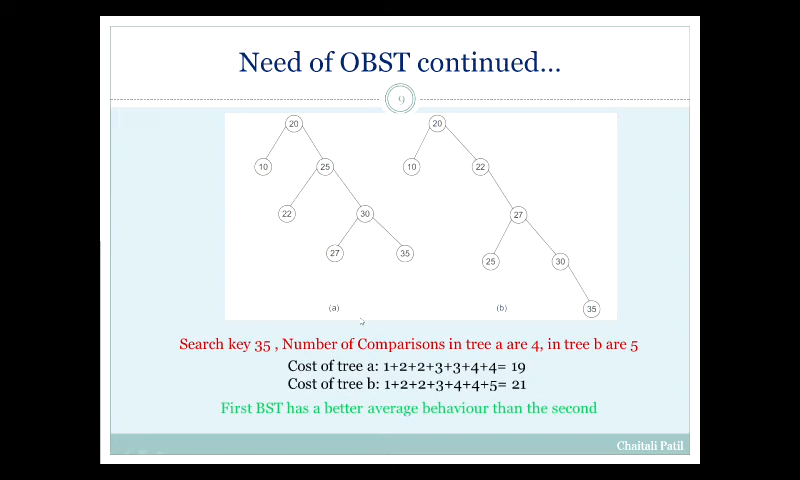 Need of OBST continued...
9
20
20
10
25
10
22
22
30
27
27
35
25
30
(a)
(b)
35
Search key 35 , Number of Comparisons in tree a are 4, in tree b are 5
Cost of tree a: 1+2+2+3+3+4+4= 19
Cost of tree b: 1+2+2+3+4+4+5= 21
First BST has a better average behaviour than the second
Chaitali Patil